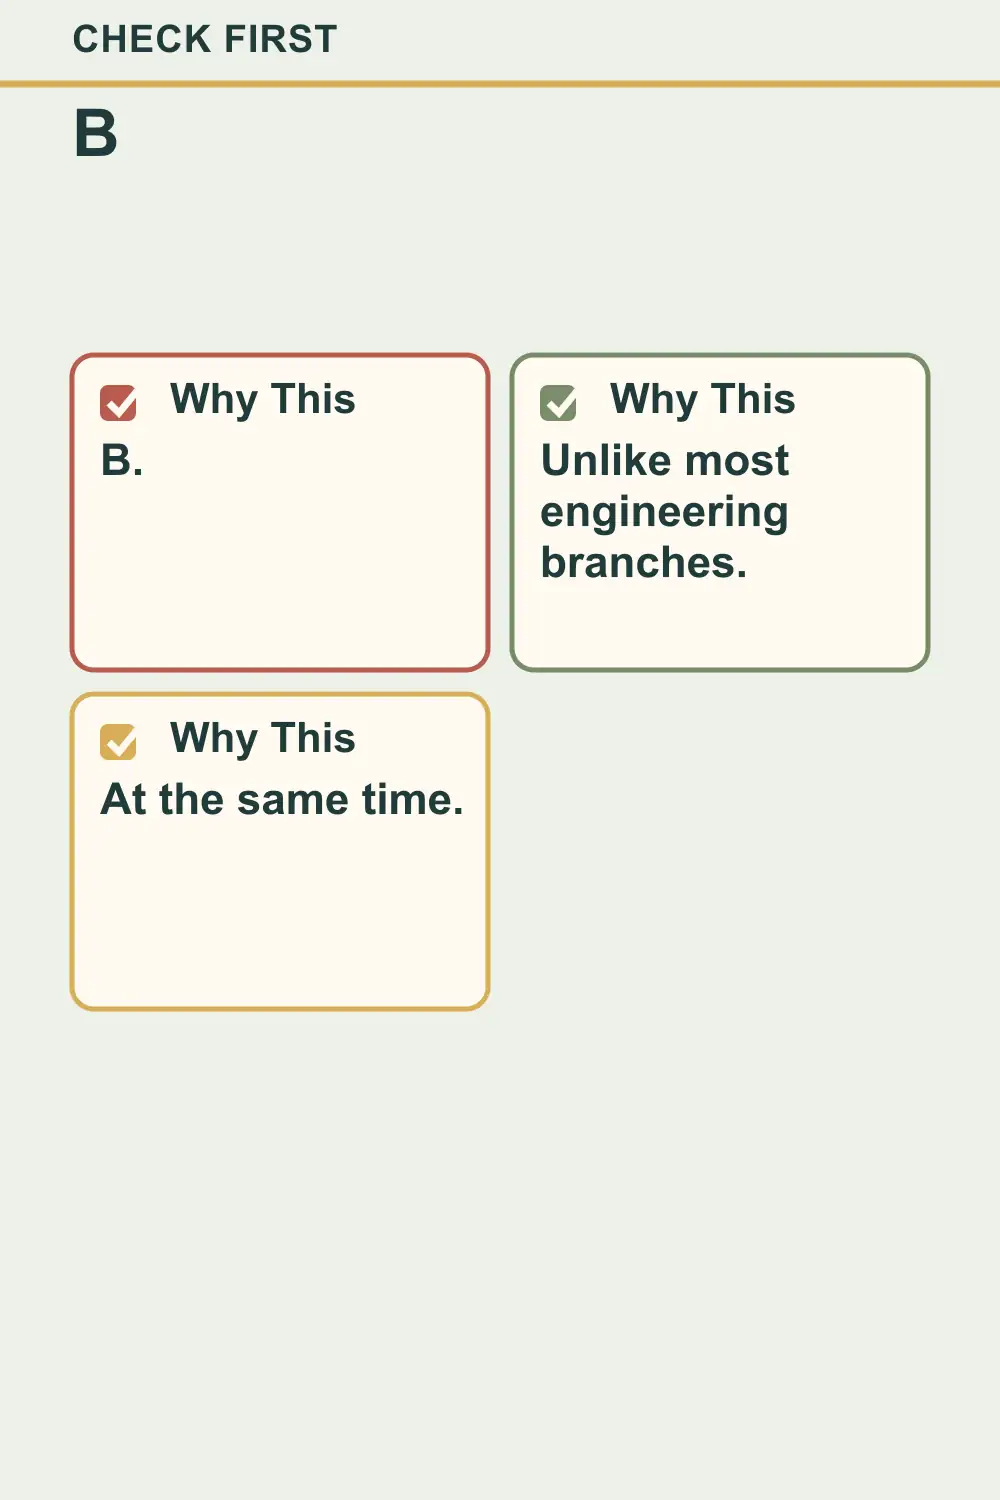 CHECK FIRST
B
Why This
B.
Why This
Unlike most
engineering
branches.
Why This
At the same time.